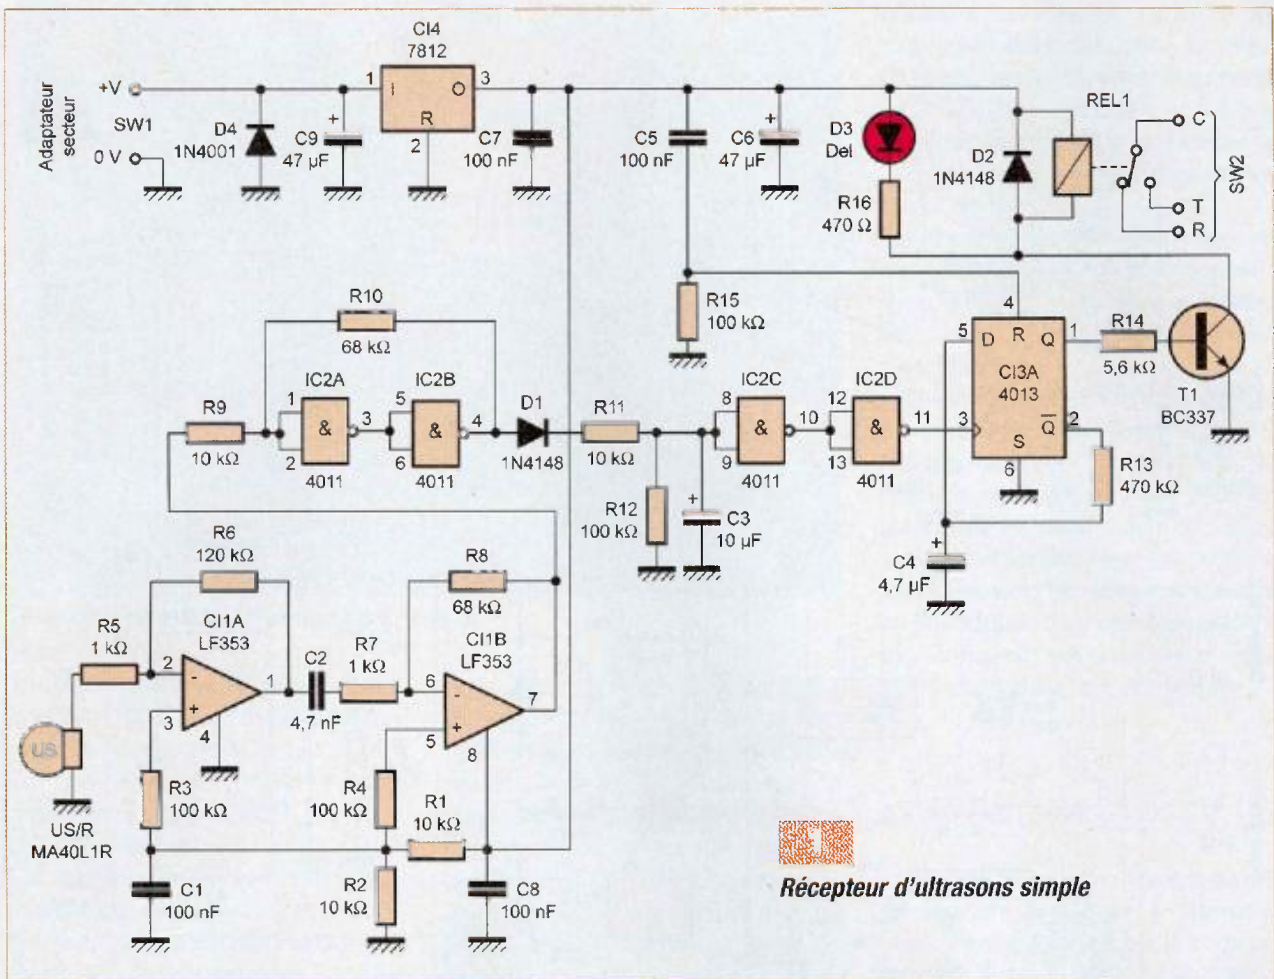 Adaptateur
secteur
+V
SW1
0 V
D4
1N4001
+
C9
47 µF
CI4
7812
1
I
O
3
R
2
C7
100 nF
C5
100 nF
+
C6
47 µF
D3
Del
R16
470 Ω
D2
1N4148
REL1
C
T
R
SW2
R10
68 kΩ
R15
100 kΩ
R9
10 kΩ
IC2A
1
2
&
3
4011
IC2B
5
6
&
4
4011
D1
1N4148
R11
10 kΩ
R12
100 kΩ
+
C3
10 µF
IC2C
8
9
&
10
4011
IC2D
12
13
&
11
4011
4
5
D
R
Q
1
CI3A
4013
3
Q
2
S
6
R14
5,6 kΩ
T1
BC337
R13
470 kΩ
+
C4
4,7 µF
R6
120 kΩ
R5
1 kΩ
CI1A
LF353
2
-
3
+
1
4
C2
4,7 nF
R7
1 kΩ
R8
68 kΩ
CI1B
LF353
6
-
5
+
7
8
US
US/R
MA40L1R
R3
100 kΩ
R4
100 kΩ
R1
10 kΩ
C1
100 nF
R2
10 kΩ
C8
100 nF
1
Récepteur d'ultrasons simple